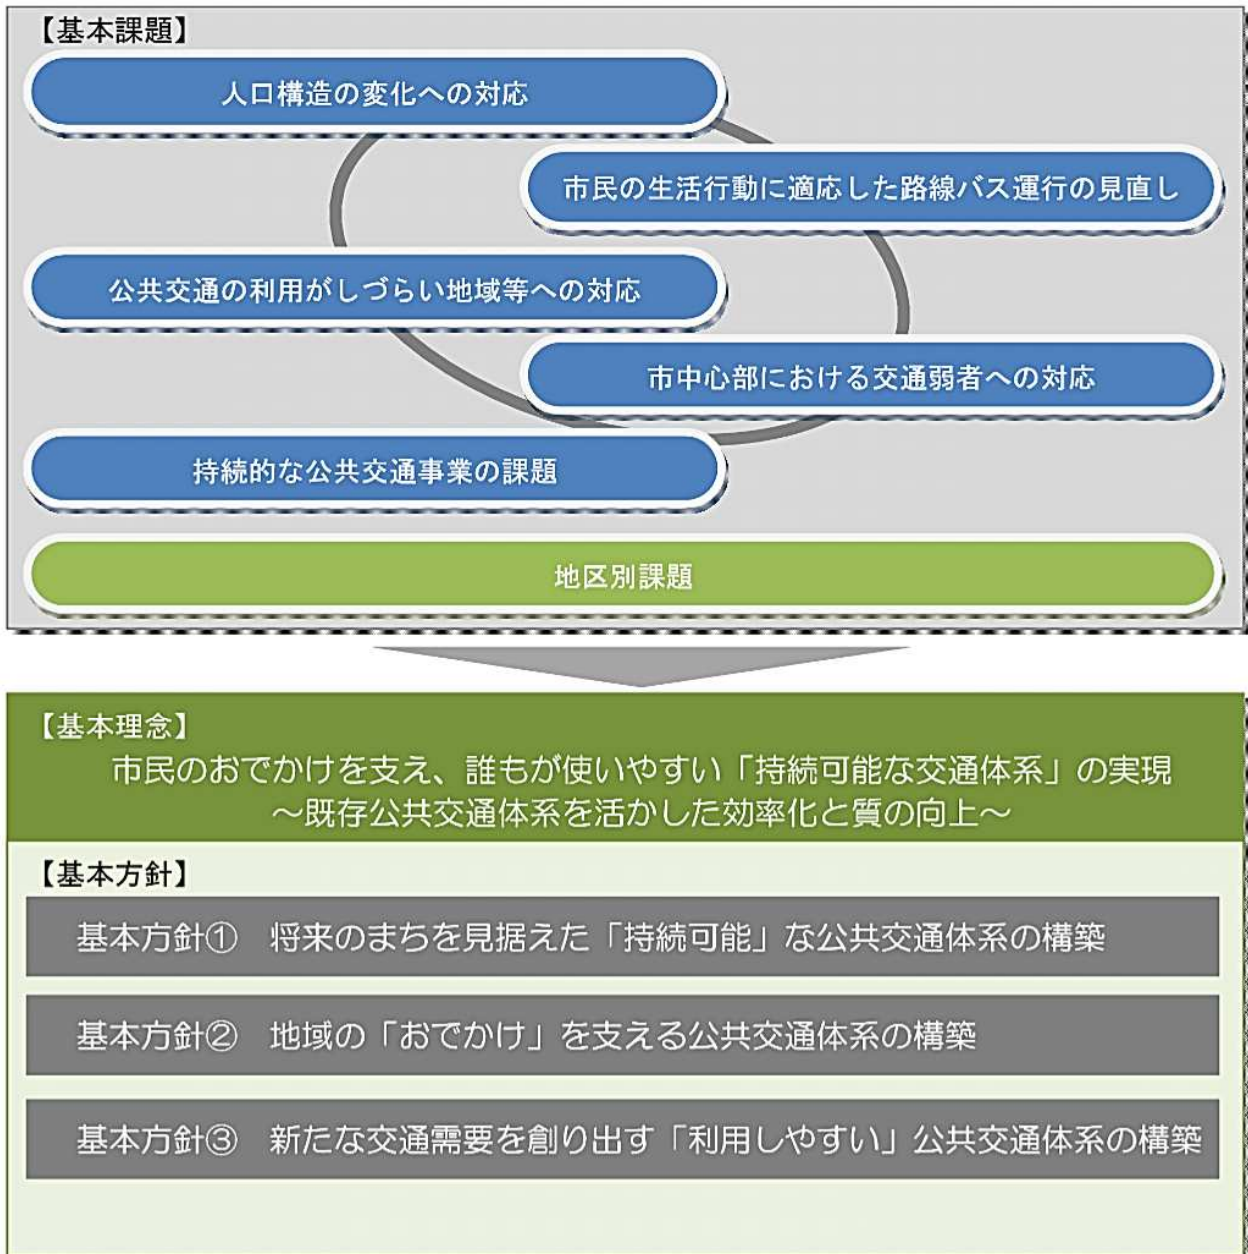 【基本課題】
人口構造の変化への対応
市民の生活行動に適応した路線バス運行の見直し
公共交通の利用がしづらい地域等への対応
市中心部における交通弱者への対応
持続的な公共交通事業の課題
地区別課題
【基本理念】
市民のおでかけを支え、誰もが使いやすい「持続可能な交通体系」の実現
～既存公共交通体系を活かした効率化と質の向上～
【基本方針】
基本方針①　将来のまちを見据えた「持続可能」な公共交通体系の構築
基本方針②　地域の「おでかけ」を支える公共交通体系の構築
基本方針③　新たな交通需要を創り出す「利用しやすい」公共交通体系の構築